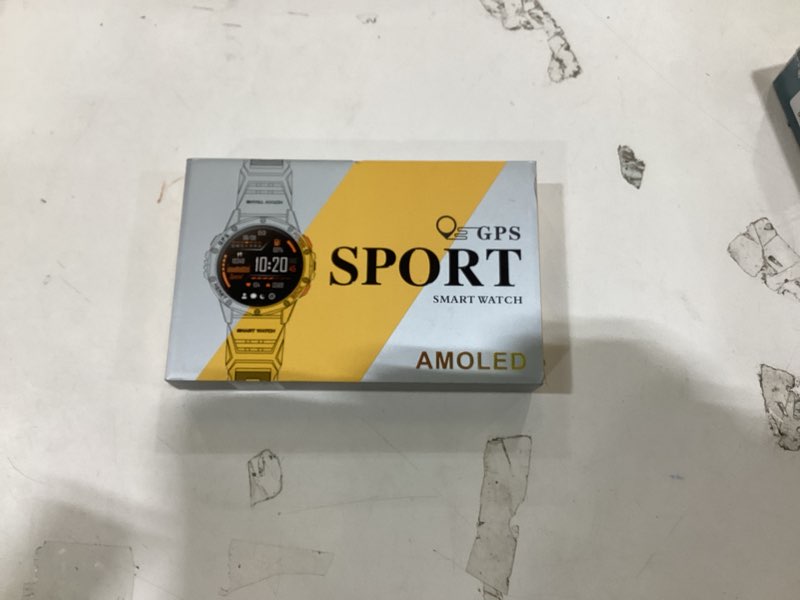 GPS
SPORT
SMART WATCH
AMOLED
10:20
SMART WATCH